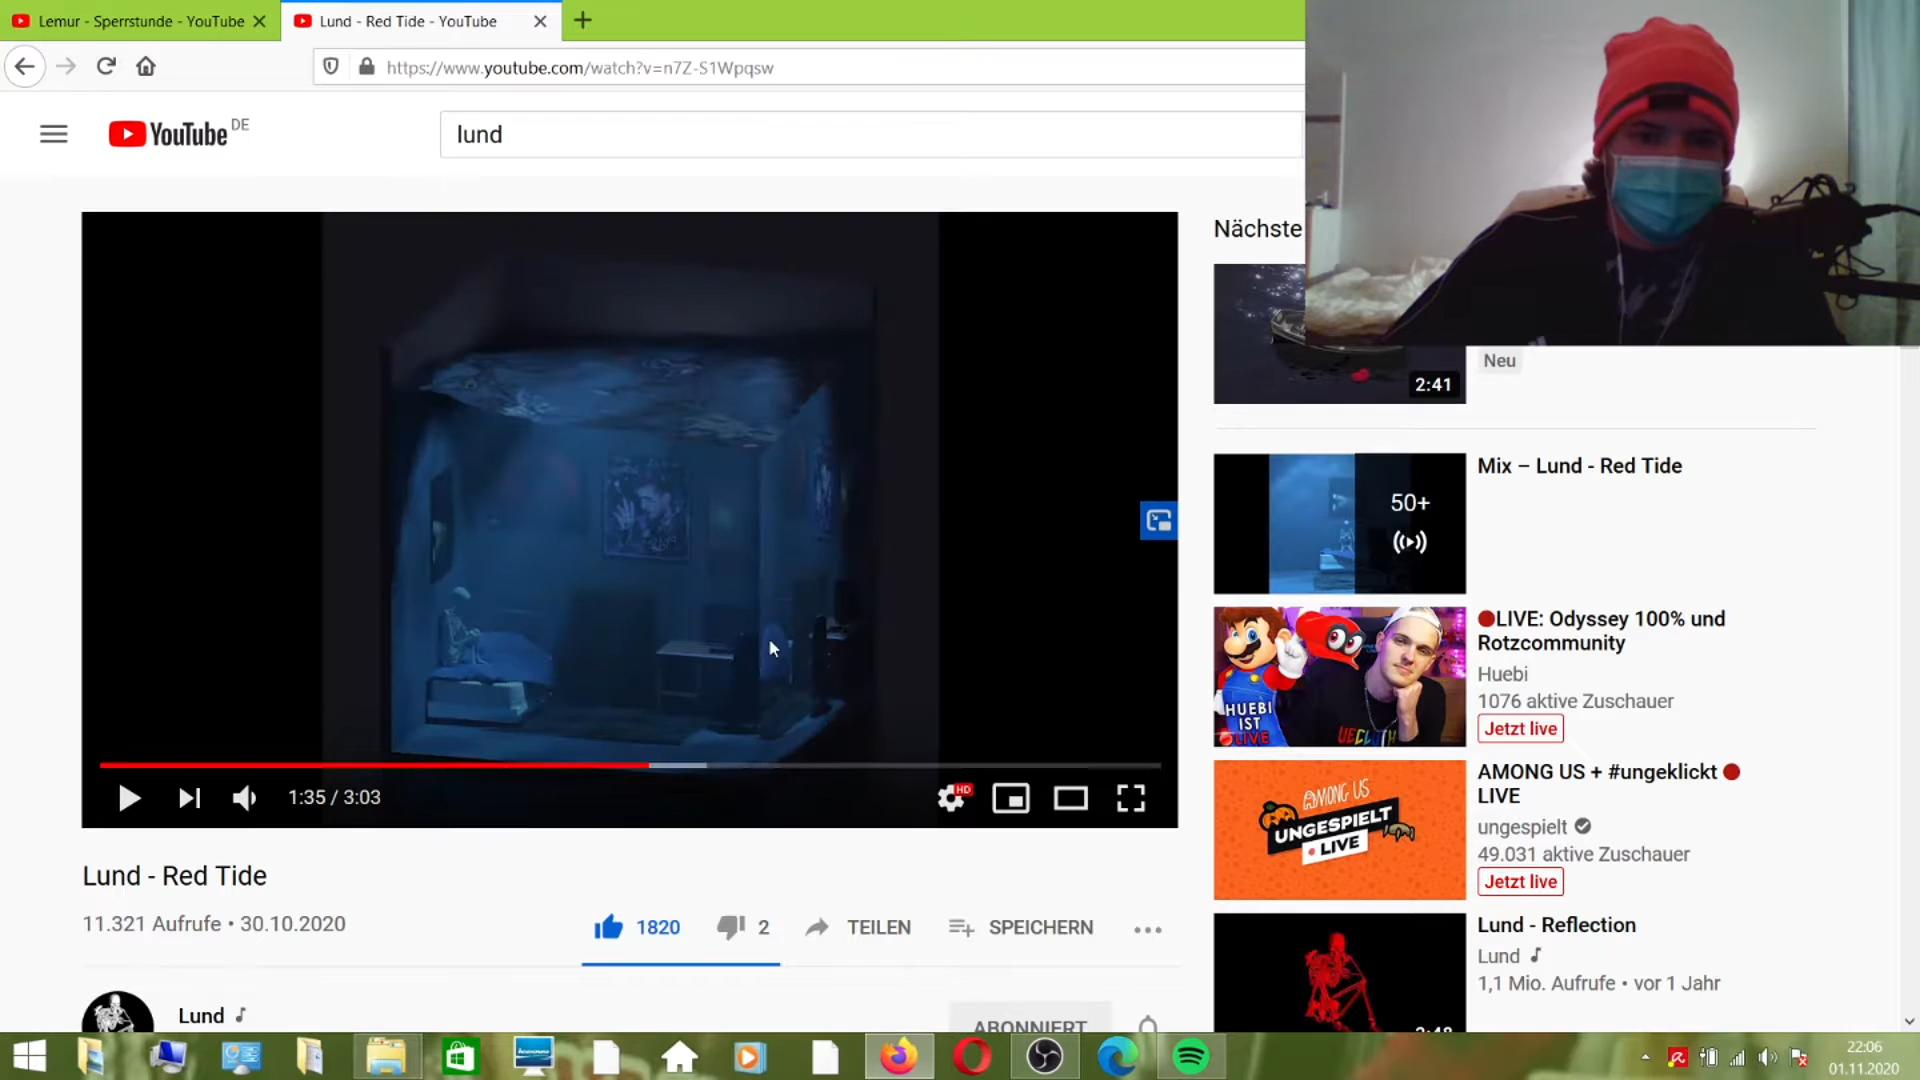 Lemur - Sperrstunde - YouTube
Lund - Red Tide - YouTube
https://www.youtube.com/watch?v=n7Z-S1Wpqsw
YouTube DE
lund
Nächste
2:41
Neu
50+
Mix – Lund - Red Tide
LIVE: Odyssey 100% und
Rotzcommunity
Huebi
1076 aktive Zuschauer
Jetzt live
HUEBI
IST
LIVE
AMONG US + #ungeklickt
LIVE
ungespielt
49.031 aktive Zuschauer
Jetzt live
AMONG US
UNGESPIELT
LIVE
1:35 / 3:03
HD
Lund - Red Tide
11.321 Aufrufe • 30.10.2020
1820
2
TEILEN
SPEICHERN
Lund - Reflection
Lund
1,1 Mio. Aufrufe • vor 1 Jahr
2:48
Lund
ABONNIERT
22:06
01.11.2020